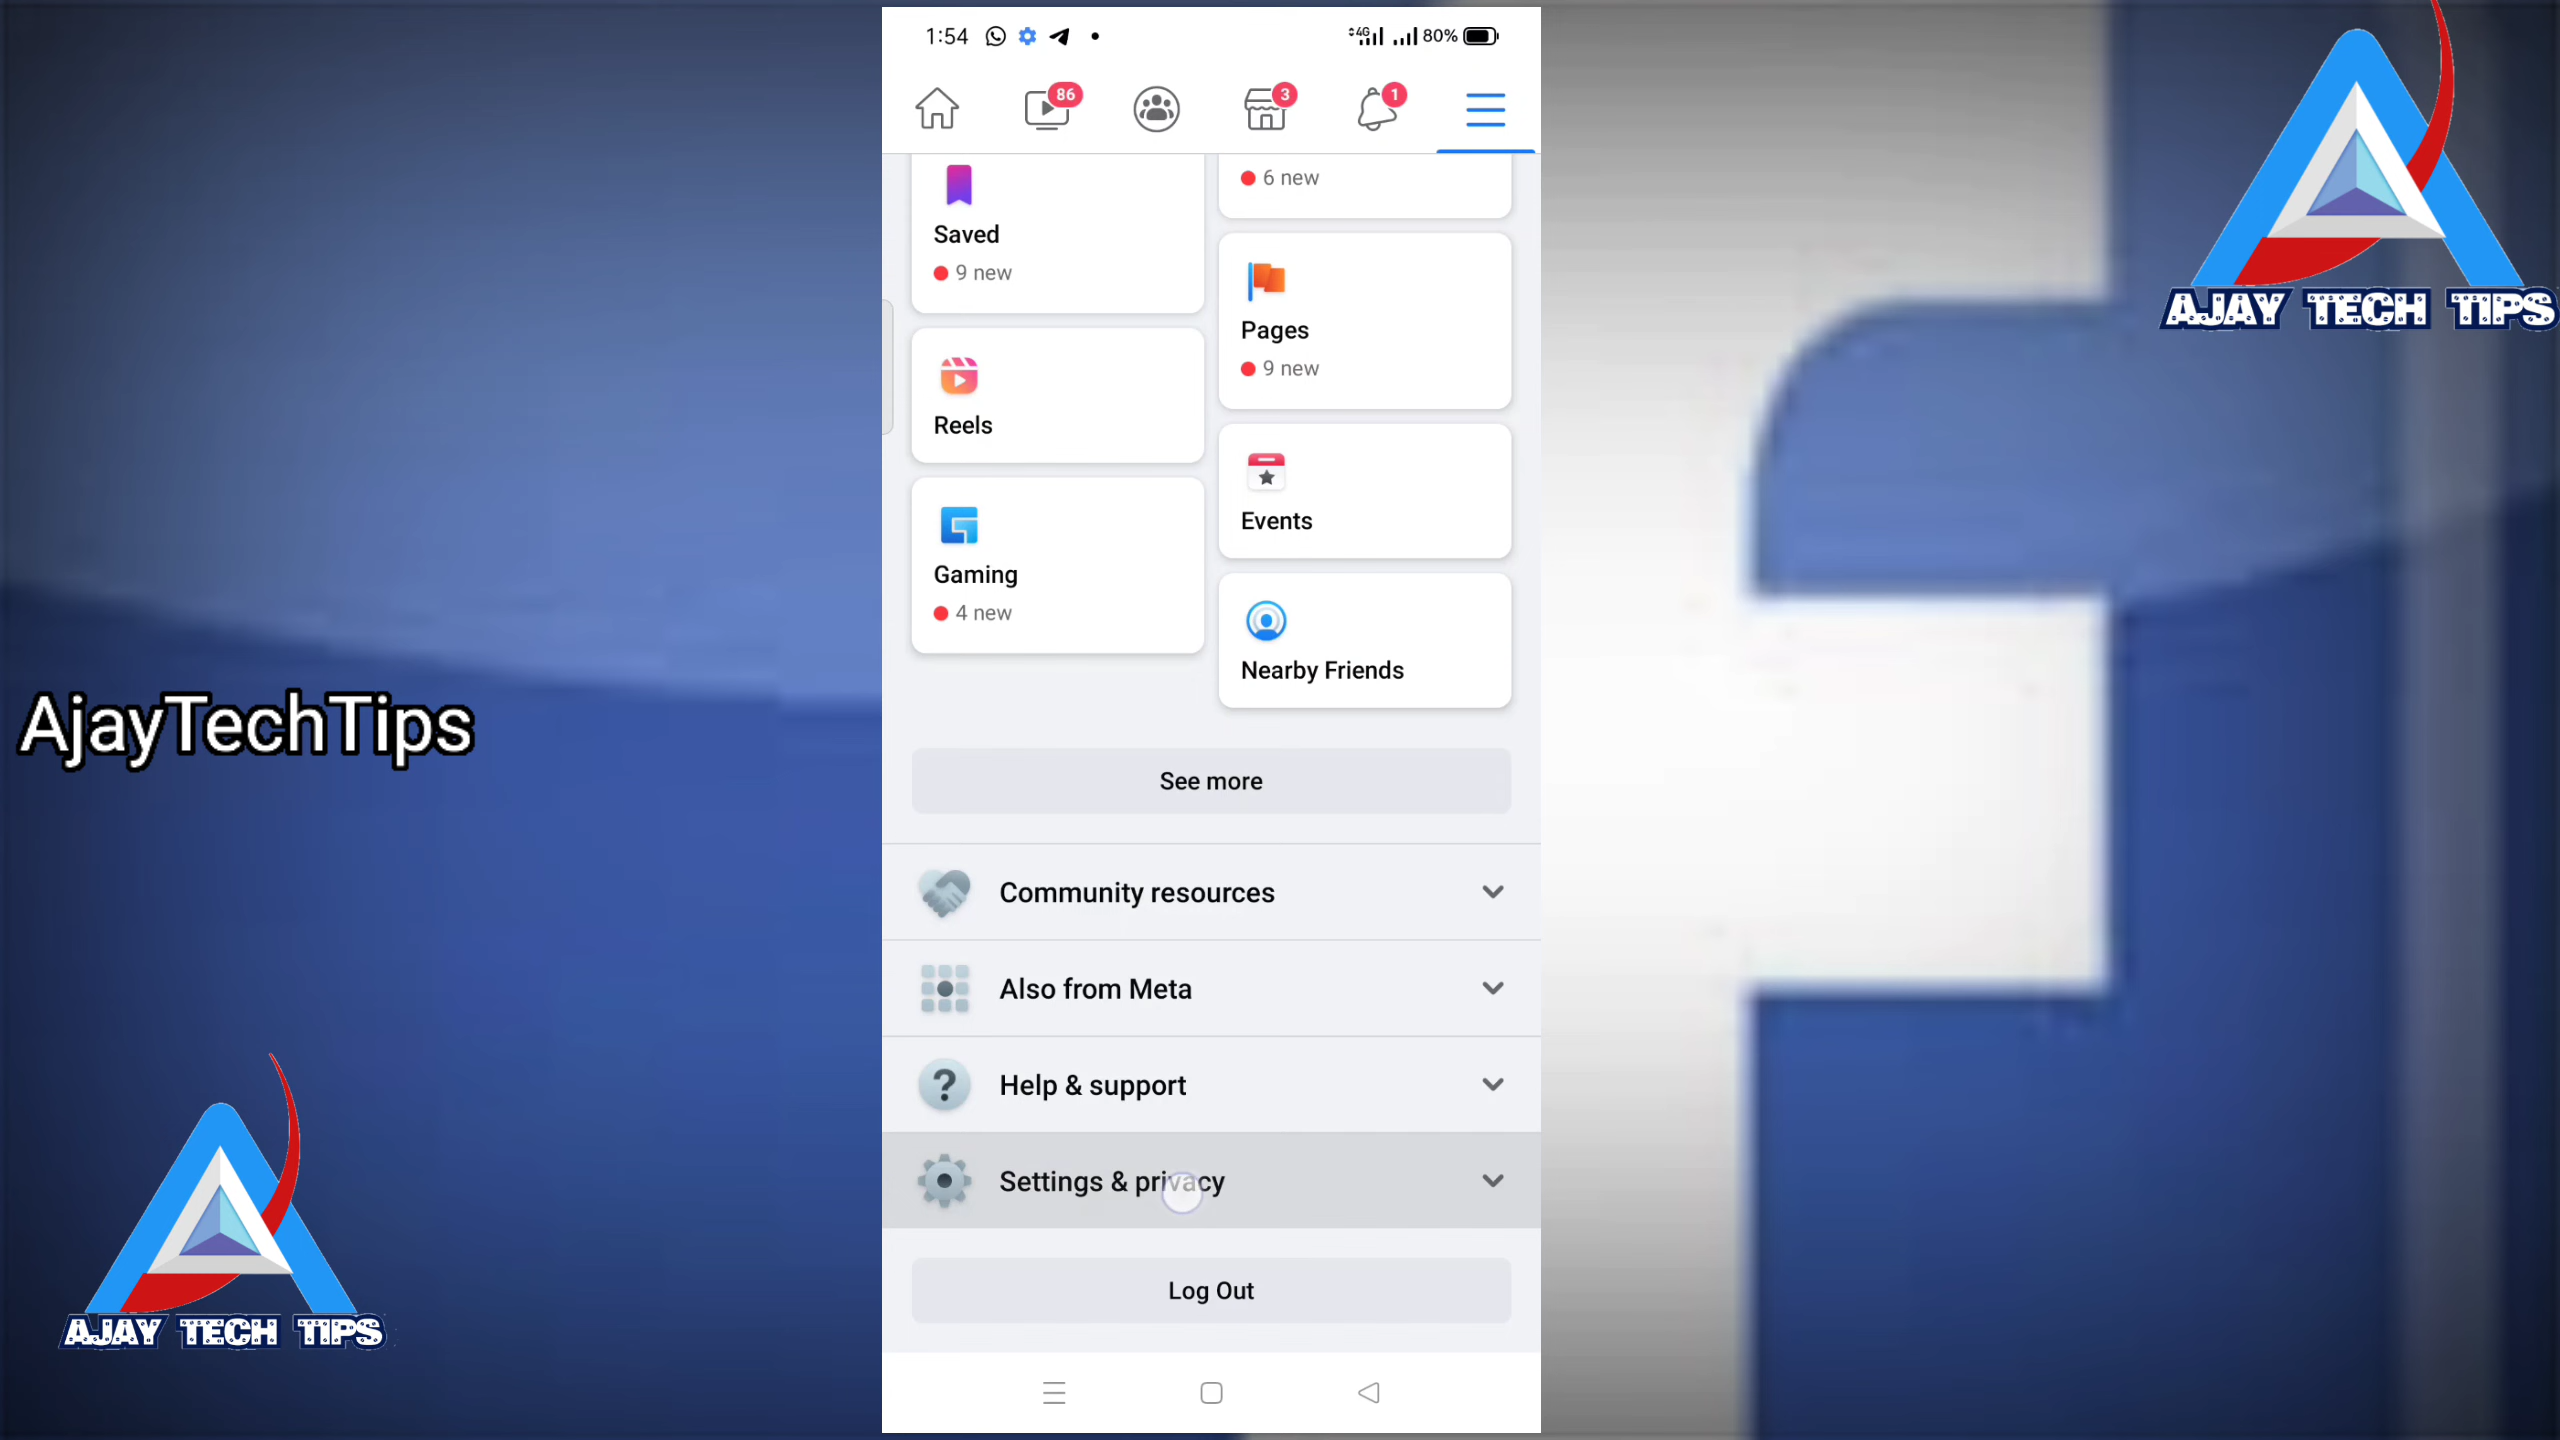 1:54
4G
80%
86
3
1
Saved
9 new
6 new
Pages
9 new
Reels
Events
Gaming
4 new
Nearby Friends
See more
Community resources
Also from Meta
Help & support
Settings & privacy
Log Out
AjayTechTips
AJAY TECH TIPS
AJAY TECH TIPS